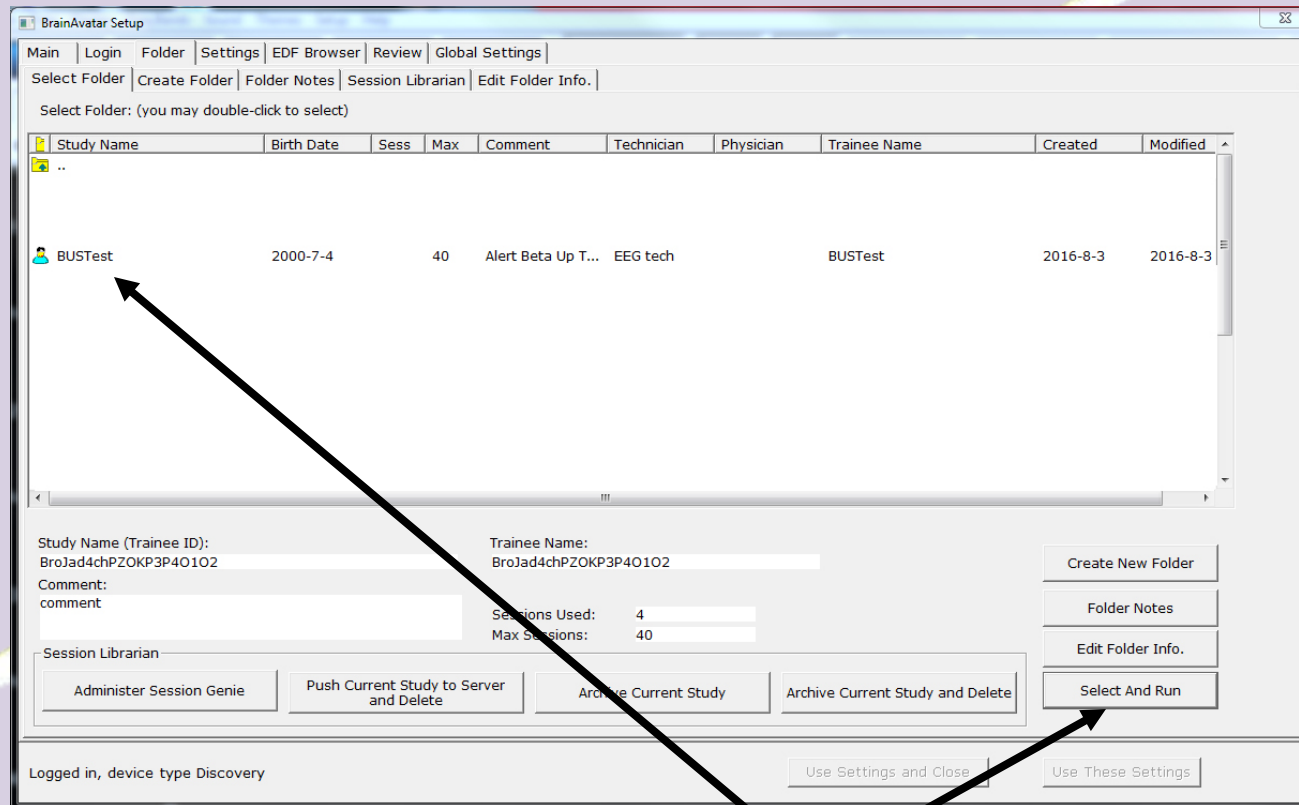 BrainAvatar Setup
Main Login Folder Settings EDF Browser Review Global Settings
Select Folder Create Folder Folder Notes Session Librarian Edit Folder Info.
Select Folder: (you may double-click to select)
Study Name Birth Date Sess Max Comment Technician Physician Trainee Name Created Modified
..
BUSTest 2000-7-4 40 Alert Beta Up T... EEG tech BUSTest 2016-8-3 2016-8-3
Study Name (Trainee ID): Trainee Name:
BroJad4chPZOKP3P4O1O2 BroJad4chPZOKP3P4O1O2
Comment:
comment
Sessions Used: 4
Max Sessions: 40
Create New Folder
Folder Notes
Edit Folder Info.
Select And Run
Session Librarian
Administer Session Genie
Push Current Study to Server
and Delete
Archive Current Study
Archive Current Study and Delete
Logged in, device type Discovery
Use Settings and Close
Use These Settings